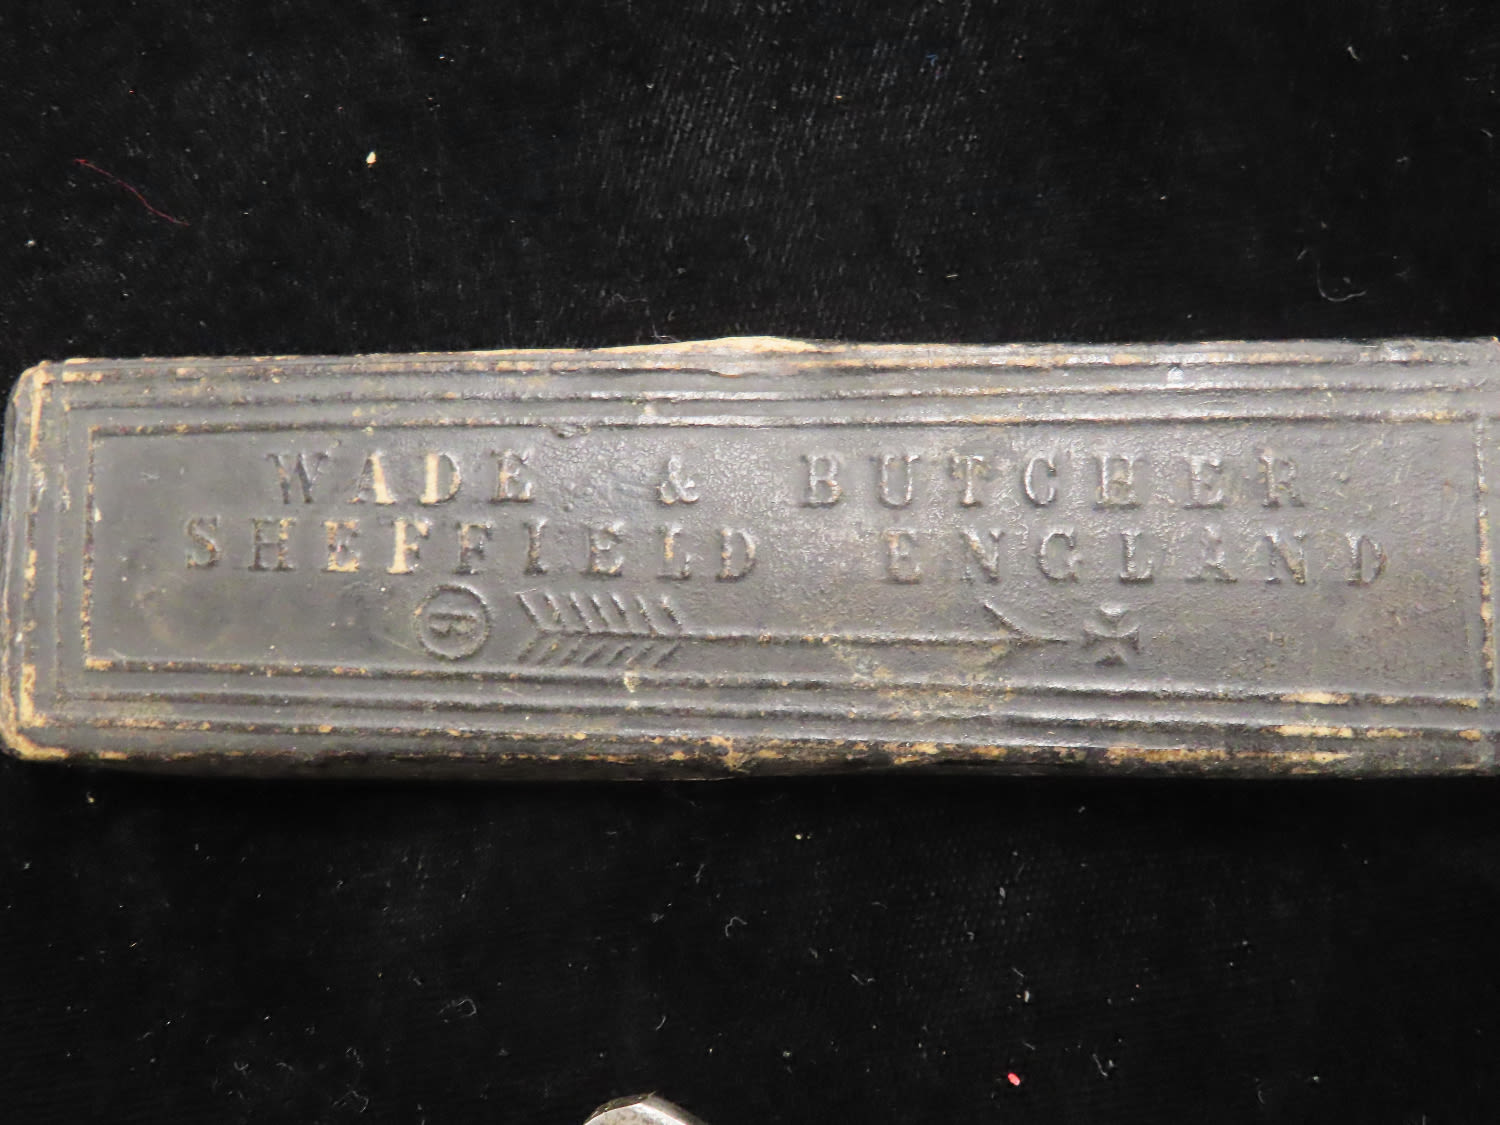 WADE & BUTCHER
SHEFFIELD ENGLAND